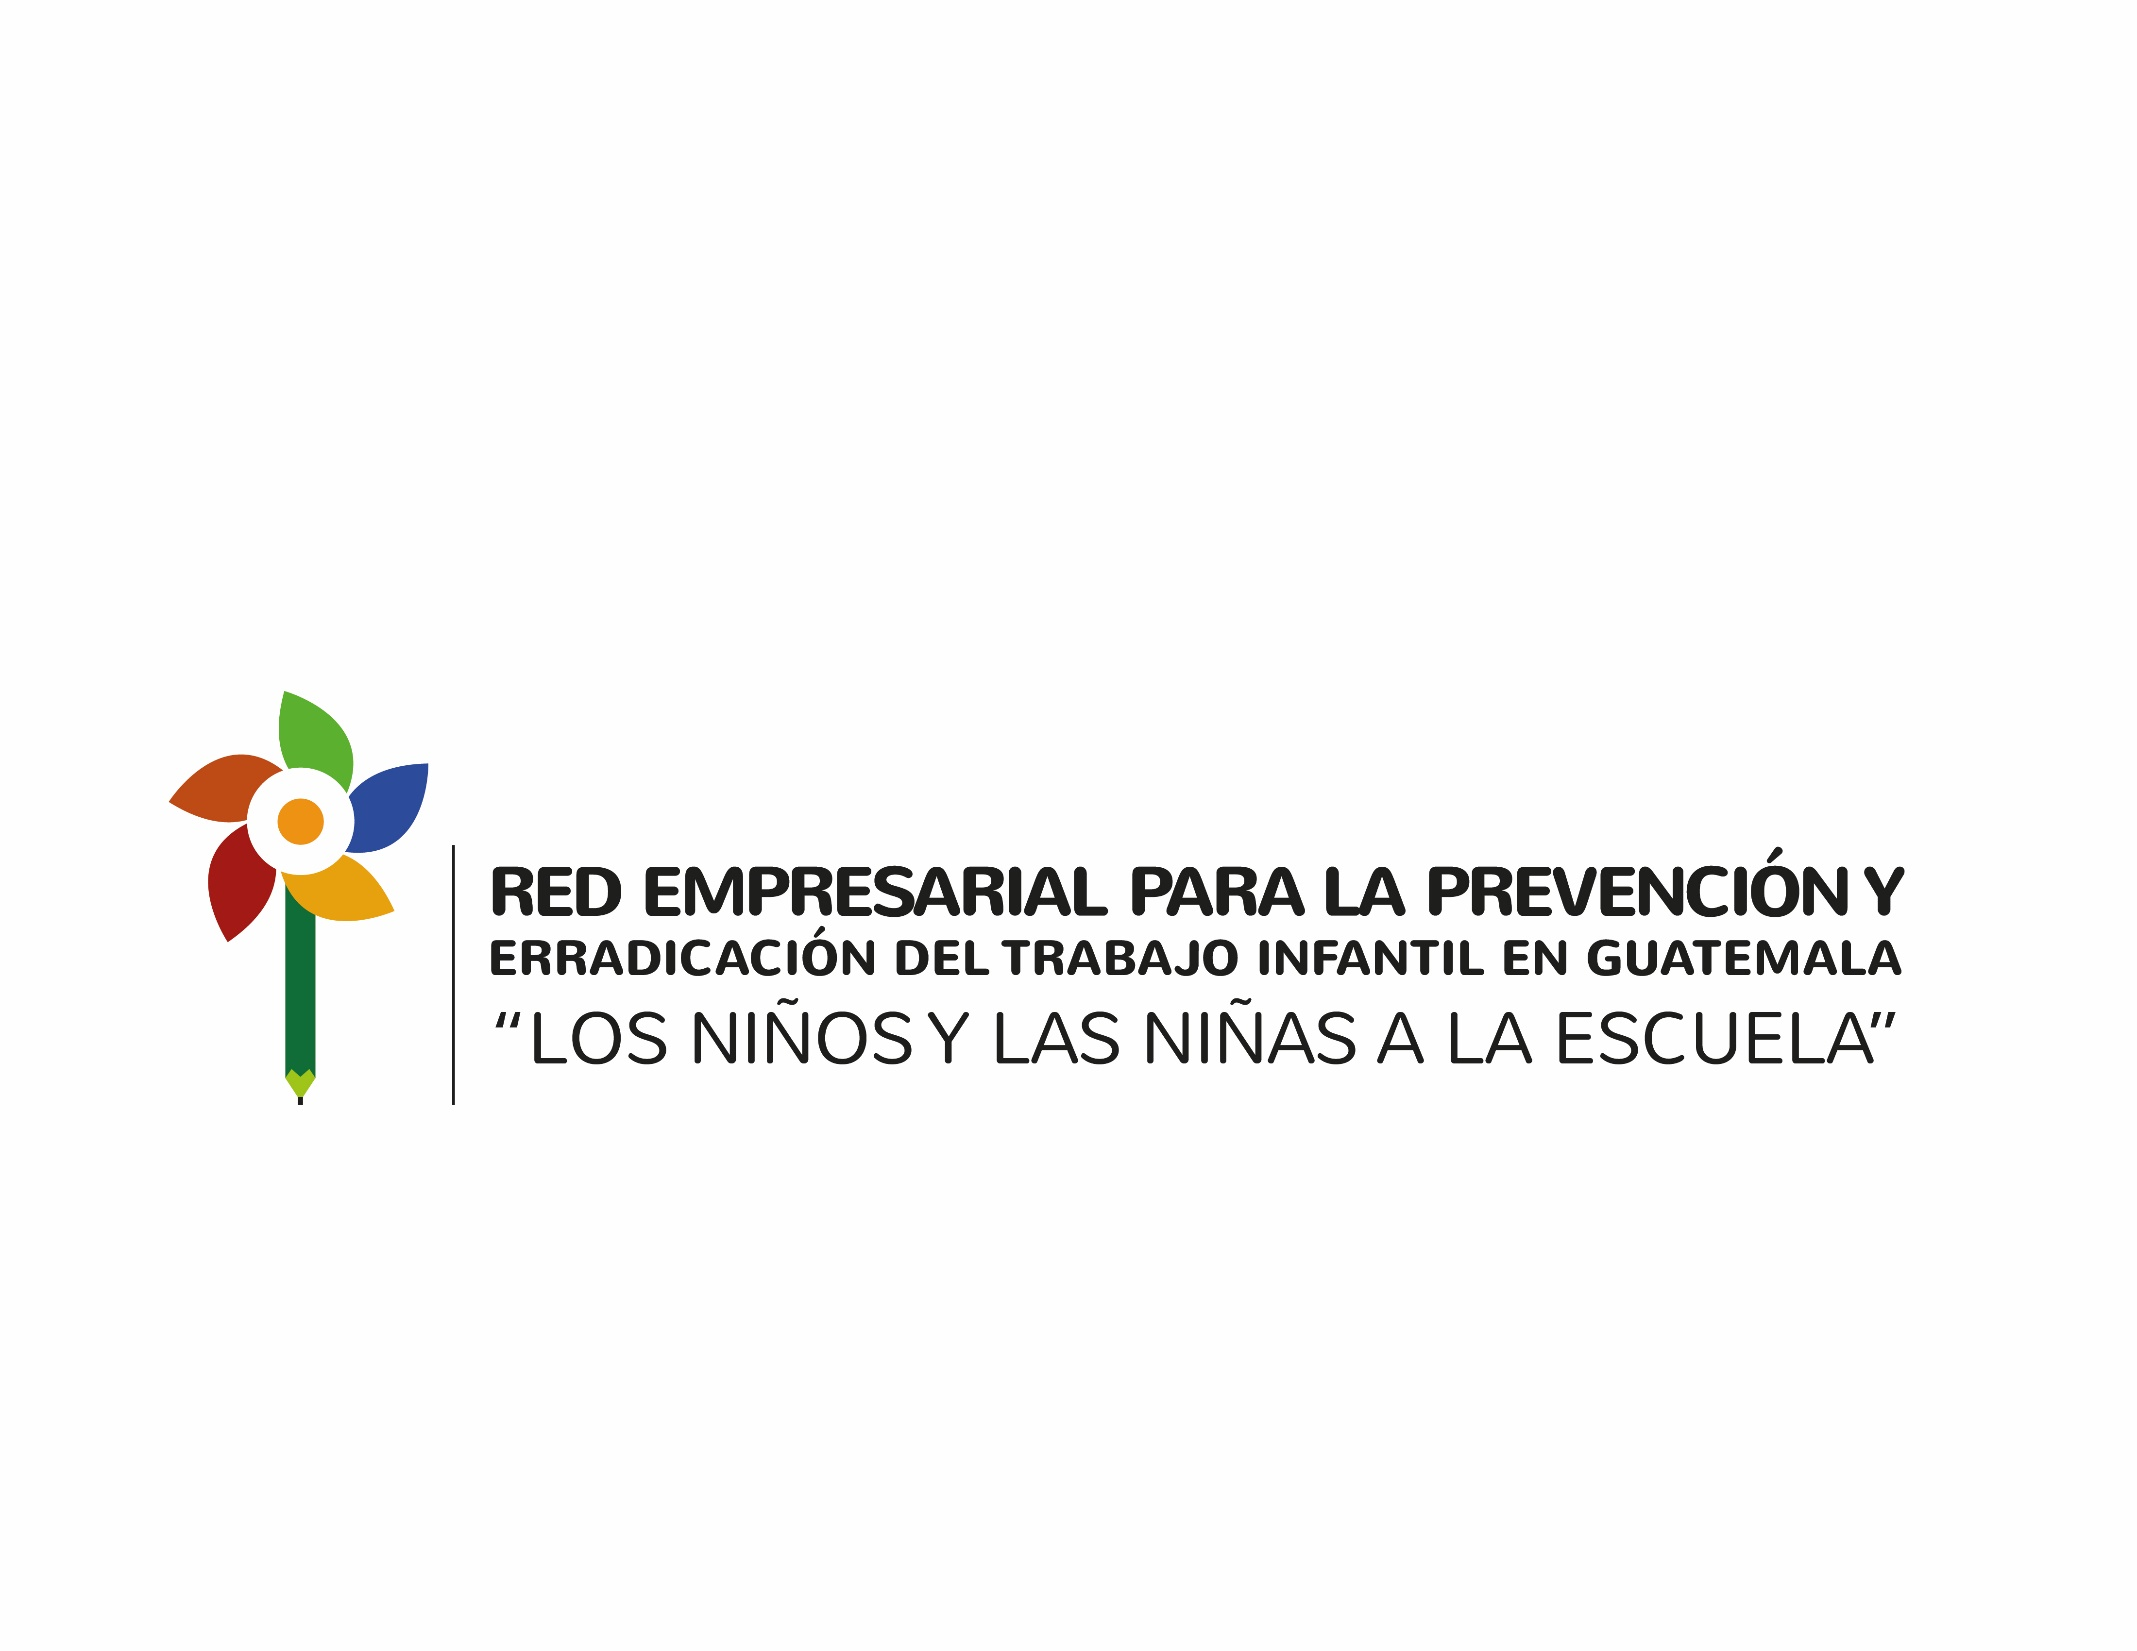 RED EMPRESARIAL PARA LA PREVENCIÓN Y
ERRADICACIÓN DEL TRABAJO INFANTIL EN GUATEMALA
“LOS NIÑOS Y LAS NIÑAS A LA ESCUELA”